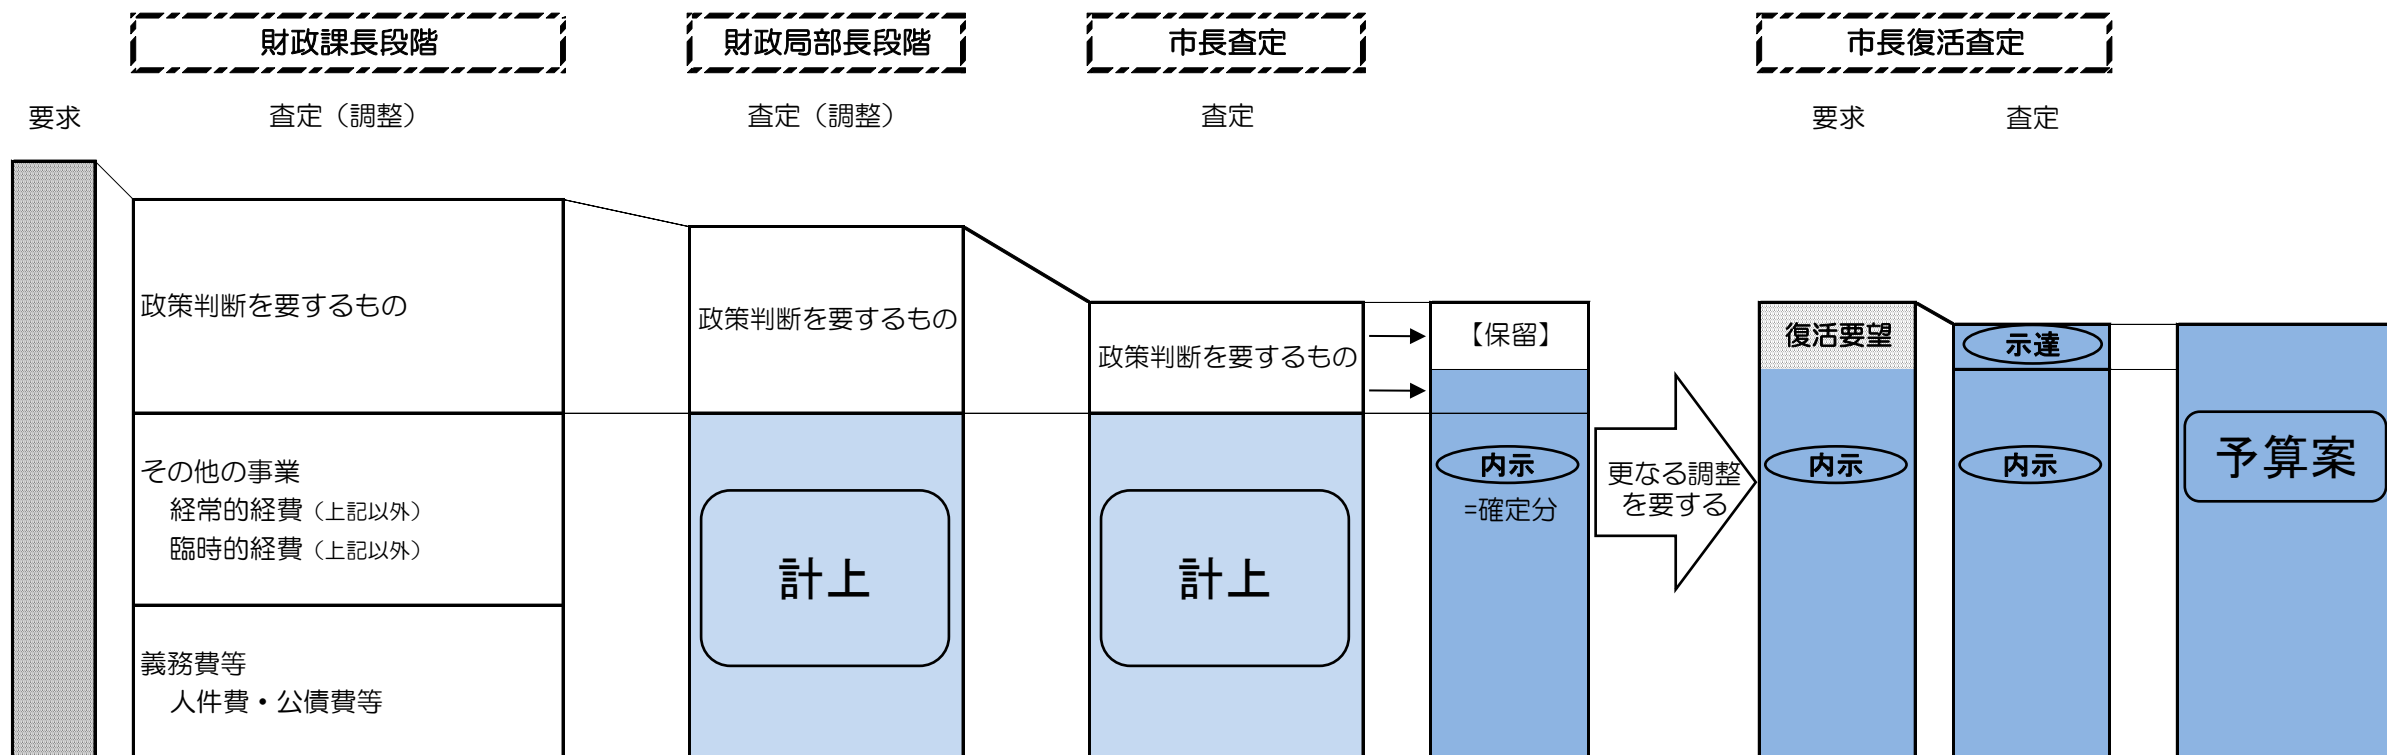 財政課長段階
財政局部長段階
市長査定
市長復活査定
要求
査定（調整）
査定（調整）
査定
要求
査定
政策判断を要するもの
政策判断を要するもの
政策判断を要するもの
【保留】
復活要望
示達
その他の事業
経常的経費（上記以外）
臨時的経費（上記以外）
計上
計上
内示
=確定分
更なる調整
を要する
内示
内示
予算案
義務費等
人件費・公債費等